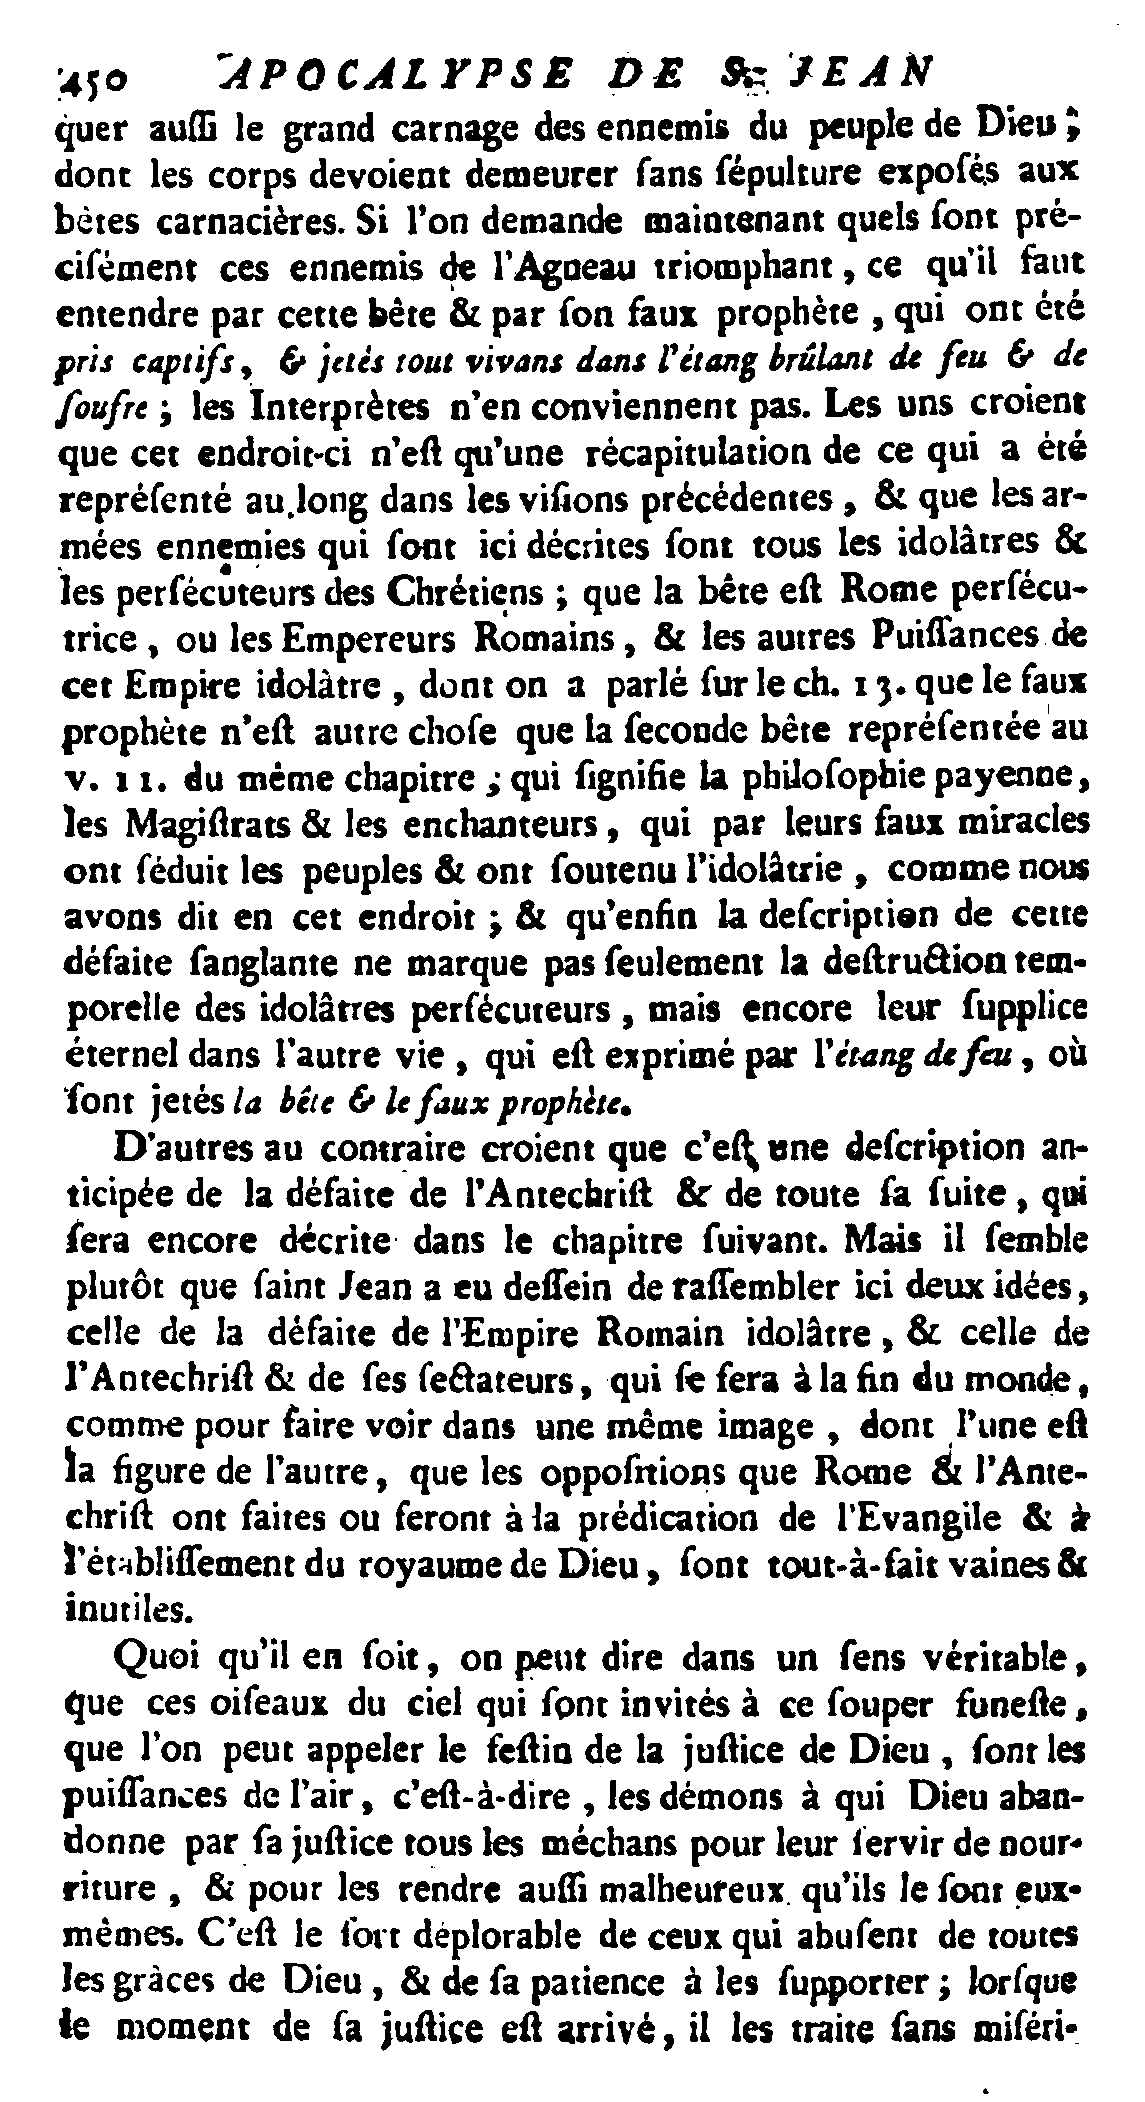 450 APOCALYPSE DE S. JEAN
quer auſſi le grand carnage des ennemis du peuple de Dieu ;
dont les corps devoient demeurer ſans ſépulture expoſés aux
bêtes carnacières. Si l'on demande maintenant quels ſont pré-
ciſément ces ennemis de l'Agneau triomphant , ce qu'il faut
entendre par cette bête & par ſon faux prophète , qui ont été
pris captifs, & jetés tout vivans dans l'étang brûlant de feu & de
ſoufre ; les Interprètes n'en conviennent pas. Les uns croient
que cet endroit-ci n'eſt qu'une récapitulation de ce qui a été
repréſenté au long dans les viſions précédentes , & que les ar-
mées ennemies qui ſont ici décrites ſont tous les idolâtres &
les perſécuteurs des Chrétiens ; que la bête eſt Rome perſécu-
trice , ou les Empereurs Romains , & les autres Puiſſances de
cet Empire idolâtre , dont on a parlé ſur le ch. 13. que le faux
prophète n'eſt autre choſe que la ſeconde bête repréſentée au
v. 11. du même chapitre ; qui ſignifie la philoſophie payenne,
les Magiſtrats & les enchanteurs , qui par leurs faux miracles
ont ſéduit les peuples & ont ſoutenu l'idolâtrie , comme nous
avons dit en cet endroit ; & qu'enfin la deſcription de cette
défaite ſanglante ne marque pas ſeulement la deſtruction tem-
porelle des idolâtres perſécuteurs , mais encore leur ſupplice
éternel dans l'autre vie , qui eſt exprimé par l'étang de feu , où
ſont jetés la bête & le faux prophète.
D'autres au contraire croient que c'eſt une deſcription an-
ticipée de la défaite de l'Antechriſt & de toute ſa ſuite , qui
ſera encore décrite dans le chapitre ſuivant. Mais il ſemble
plutôt que ſaint Jean a eu deſſein de raſſembler ici deux idées,
celle de la défaite de l'Empire Romain idolâtre , & celle de
l'Antechriſt & de ſes ſectateurs , qui ſe fera à la fin du monde ,
comme pour faire voir dans une même image , dont l'une eſt
la figure de l'autre , que les oppoſitions que Rome & l'Ante-
chriſt ont faites ou feront à la prédication de l'Evangile & à
l'établiſſement du royaume de Dieu , ſont tout-à-fait vaines &
inutiles.
Quoi qu'il en ſoit , on peut dire dans un ſens véritable ,
que ces oiſeaux du ciel qui ſont invités à ce ſouper funeſte ,
que l'on peut appeler le feſtin de la juſtice de Dieu , ſont les
puiſſances de l'air , c'eſt-à-dire , les démons à qui Dieu aban-
donne par ſa juſtice tous les méchans pour leur ſervir de nour-
riture , & pour les rendre auſſi malheureux qu'ils le ſont eux-
mêmes. C'eſt le ſort déplorable de ceux qui abuſent de toutes
les grâces de Dieu , & de ſa patience à les ſupporter ; lorſque
le moment de ſa juſtice eſt arrivé , il les traite ſans miſéri-